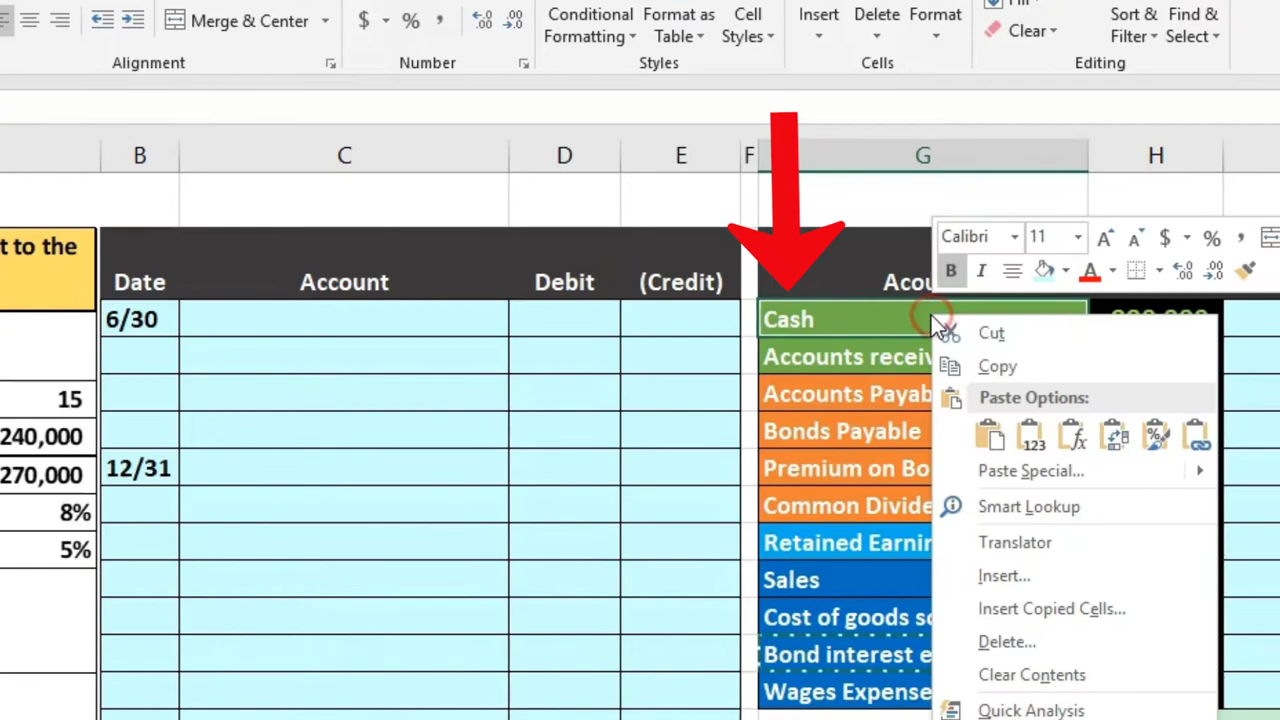 Merge & Center
$ % ,
Conditional Formatting
Format as Table
Cell Styles
Insert
Delete
Format
Clear
Sort & Filter
Find & Select
Alignment
Number
Styles
Cells
Editing
B C D E F G H
t to the
Date Account Debit (Credit)
Calibri 11 $ % ,
B I A
6/30
Cash
Accounts receiv
15
Accounts Payab
240,000
Bonds Payable
270,000
12/31
Premium on Bo
8%
Common Divide
5%
Retained Earnin
Sales
Cost of goods so
Bond interest e
Wages Expense
Cut
Copy
Paste Options:
123
fx
%
Paste Special...
Smart Lookup
Translator
Insert...
Insert Copied Cells...
Delete...
Clear Contents
Quick Analysis